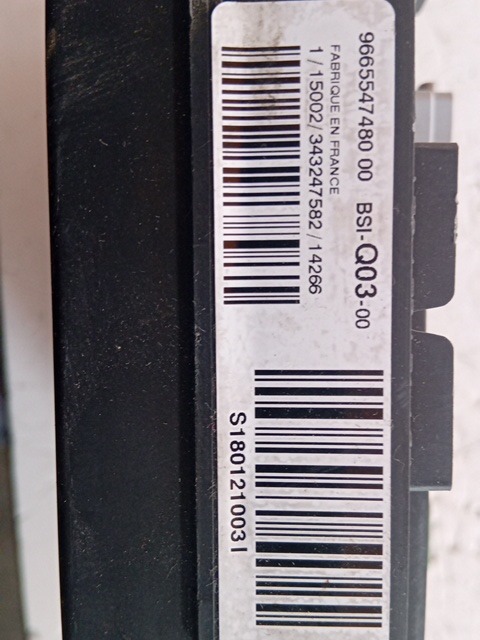 9665547480 00 BSI-Q03-00
FABRIQUE EN FRANCE
1/15002/343247582/14266
S180121003I